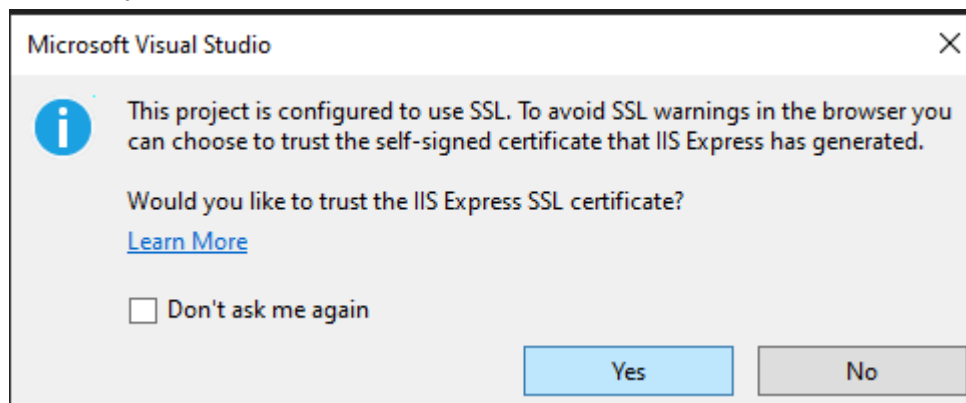 Microsoft Visual Studio
This project is configured to use SSL. To avoid SSL warnings in the browser you
can choose to trust the self-signed certificate that IIS Express has generated.
Would you like to trust the IIS Express SSL certificate?
Learn More
Don't ask me again
Yes No